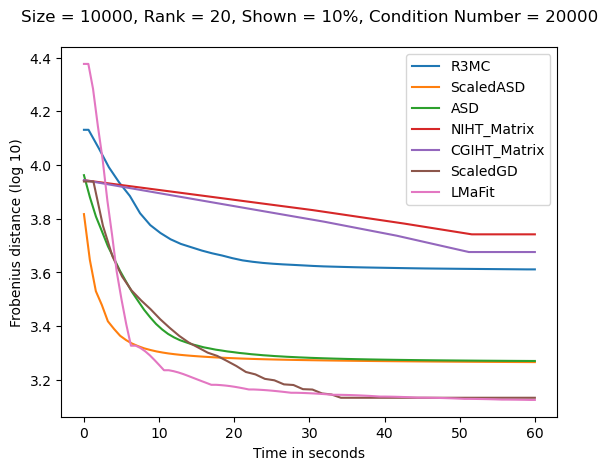 Size = 10000, Rank = 20, Shown = 10%, Condition Number = 20000
Frobenius distance (log 10)
4.4
4.2
4.0
3.8
3.6
3.4
3.2
R3MC
ScaledASD
ASD
NIHT_Matrix
CGIHT_Matrix
ScaledGD
LMaFit
0 10 20 30 40 50 60
Time in seconds